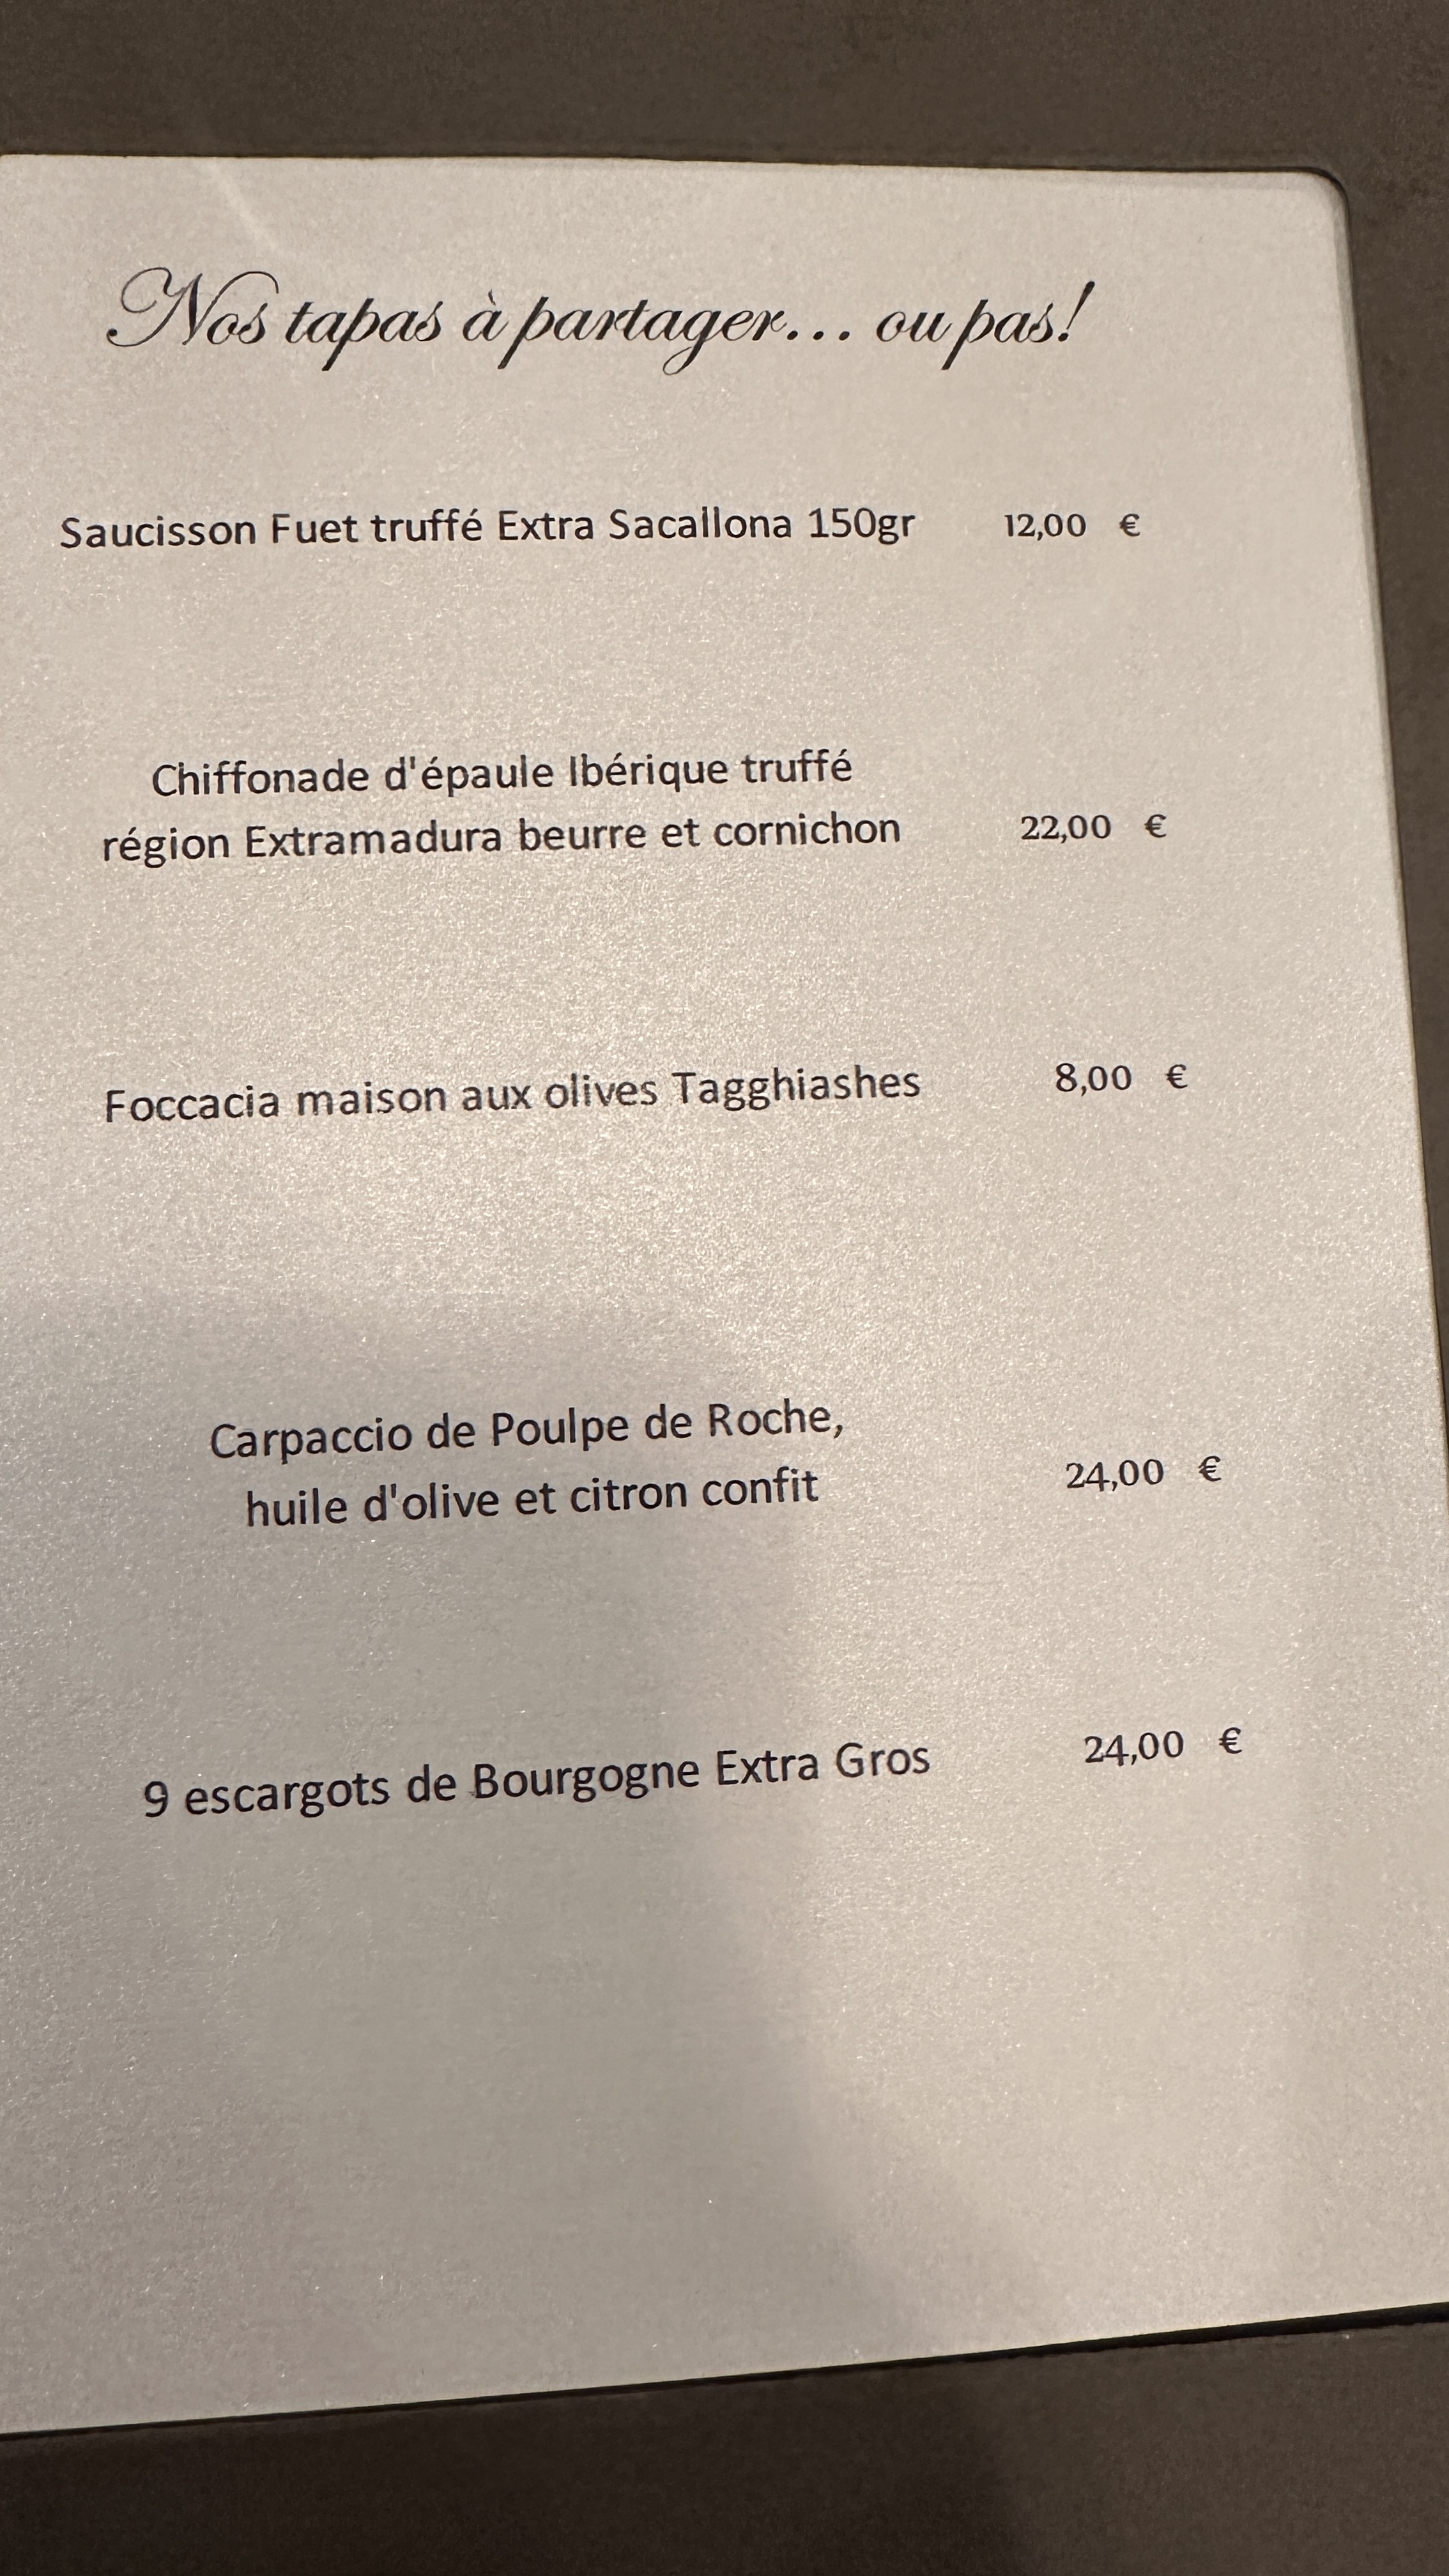 Nos tapas à partager... ou pas!
Saucisson Fuet truffé Extra Sacallona 150gr 12,00 €
Chiffonade d'épaule Ibérique truffé
région Extramadura beurre et cornichon 22,00 €
Foccacia maison aux olives Tagghiashes 8,00 €
Carpaccio de Poulpe de Roche,
huile d'olive et citron confit 24,00 €
9 escargots de Bourgogne Extra Gros 24,00 €